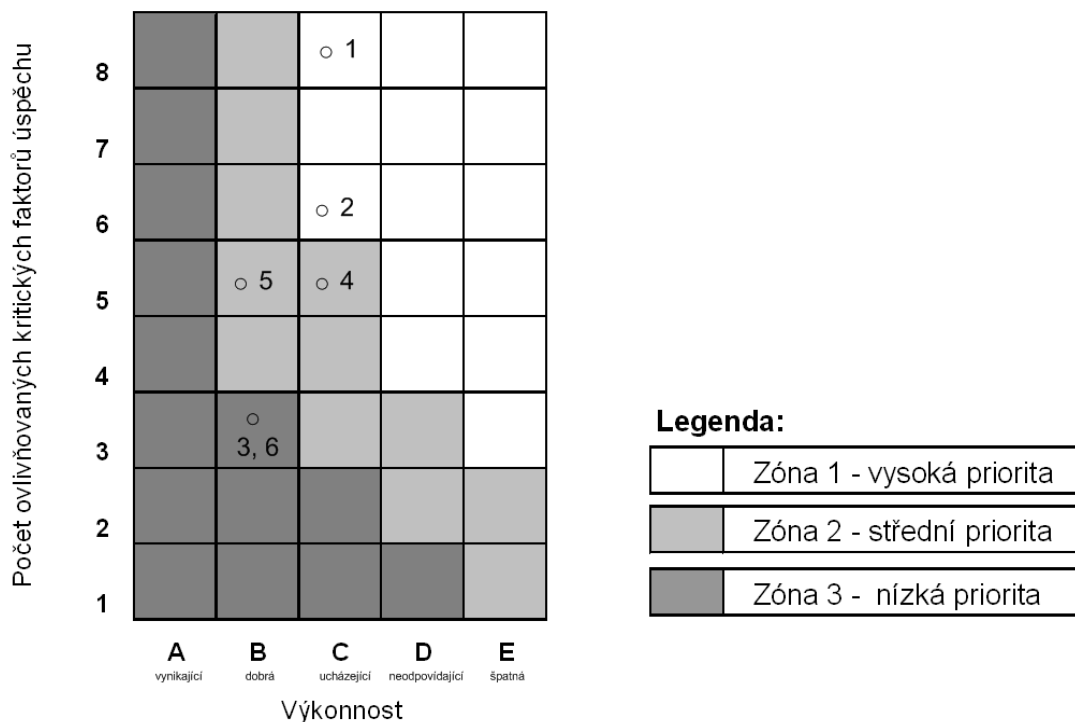 Počet ovlivňovaných kritických faktorů úspěchu
8
7
6
5
4
3
2
1
1
2
5
4
3, 6
A
B
C
D
E
vynikající
dobrá
ucházející
neodpovídající
špatná
Výkonnost
Legenda:
Zóna 1 - vysoká priorita
Zóna 2 - střední priorita
Zóna 3 - nízká priorita